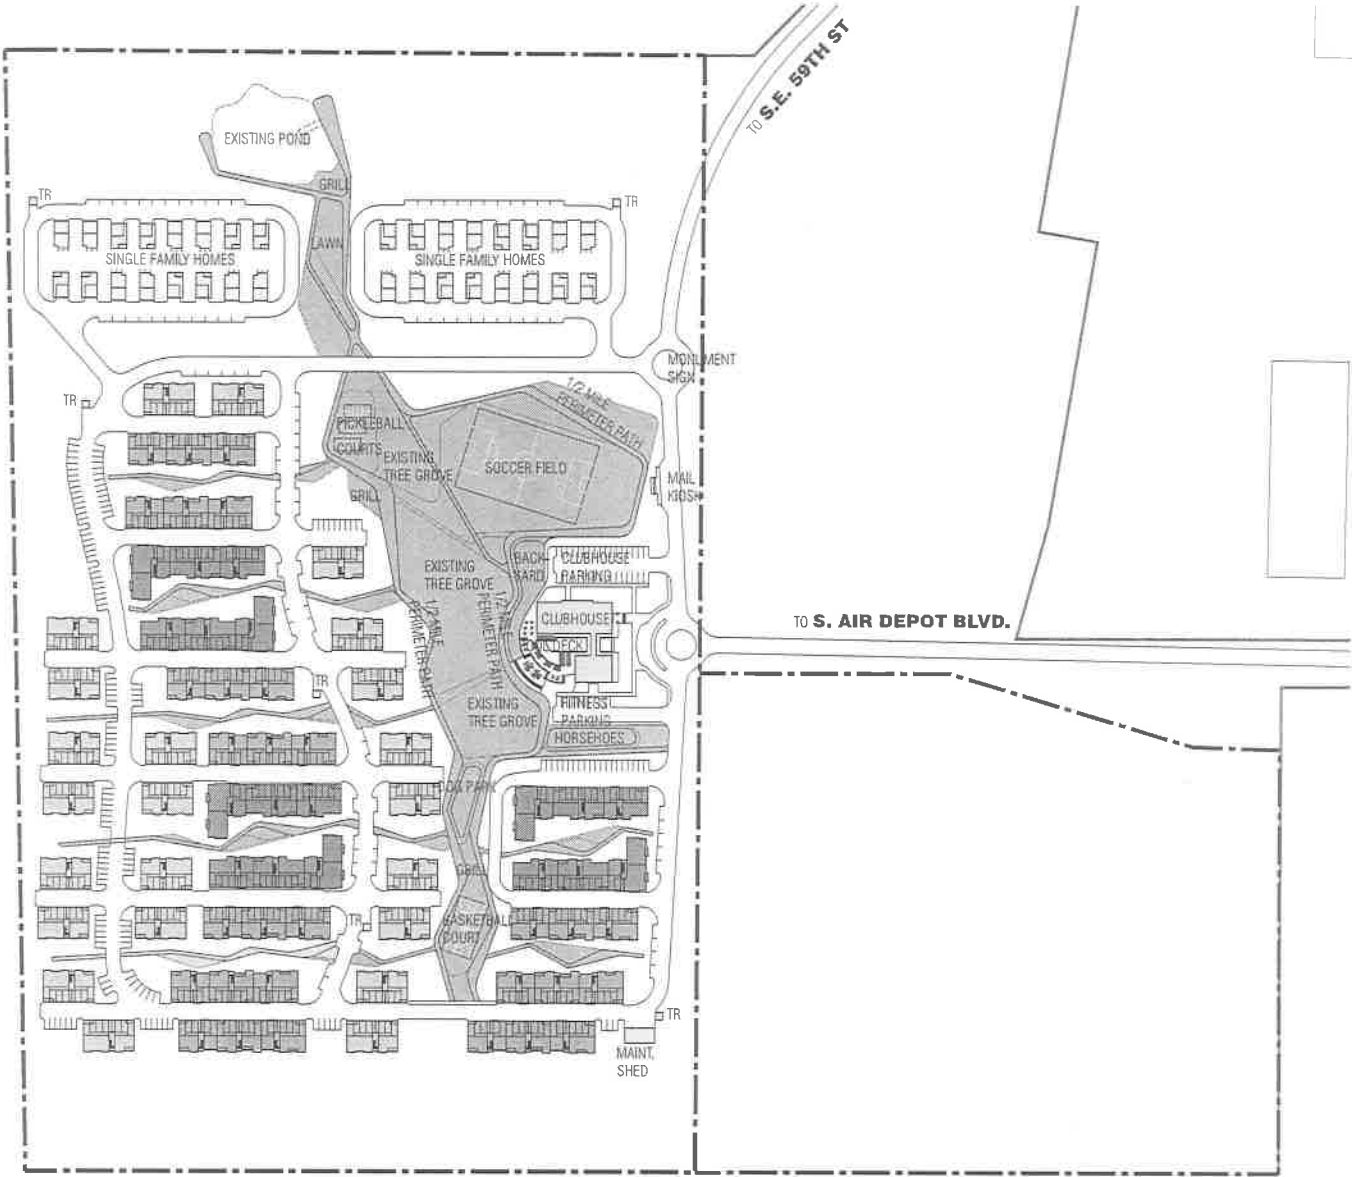 TO S.E. 59TH ST
EXISTING POND
GRILL
TR
TR
LAWN
SINGLE FAMILY HOMES
SINGLE FAMILY HOMES
MONUMENT
SIGN
1/2 MILE
PERIMETER PATH
TR
PICKLEBALL
COURTS
EXISTING
TREE GROVE
SOCCER FIELD
MAIL
KIOSK
GRILL
BACK
YARD
CLUBHOUSE
PARKING
EXISTING
TREE GROVE
1/2 MILE
PERIMETER PATH
1/2 MILE
PERIMETER PATH
CLUBHOUSE
TO S. AIR DEPOT BLVD.
DECK
TR
EXISTING
TREE GROVE
FITNESS
PARKING
HORSEHOES
DOG PARK
GRILL
TR
BASKETBALL
COURT
TR
MAINT.
SHED